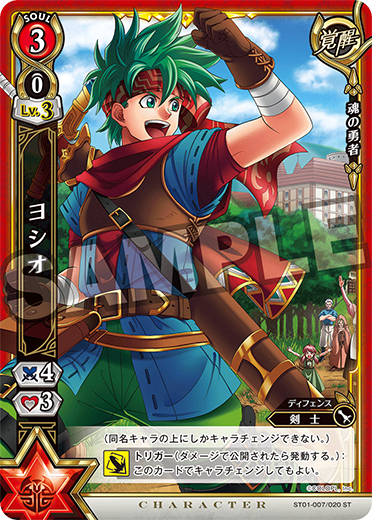 SOUL
3
0
Lv.3
覚醒
魂の勇者
ヨシオ
SAMPLE
4
3
ディフェンス
剣士
(同名キャラの上にしかキャラチェンジできない。)
トリガー(ダメージで公開されたら発動する。):
このカードでキャラチェンジしてもよい。
©COLOPL, Inc.
CHARACTER
ST01-007/020 ST